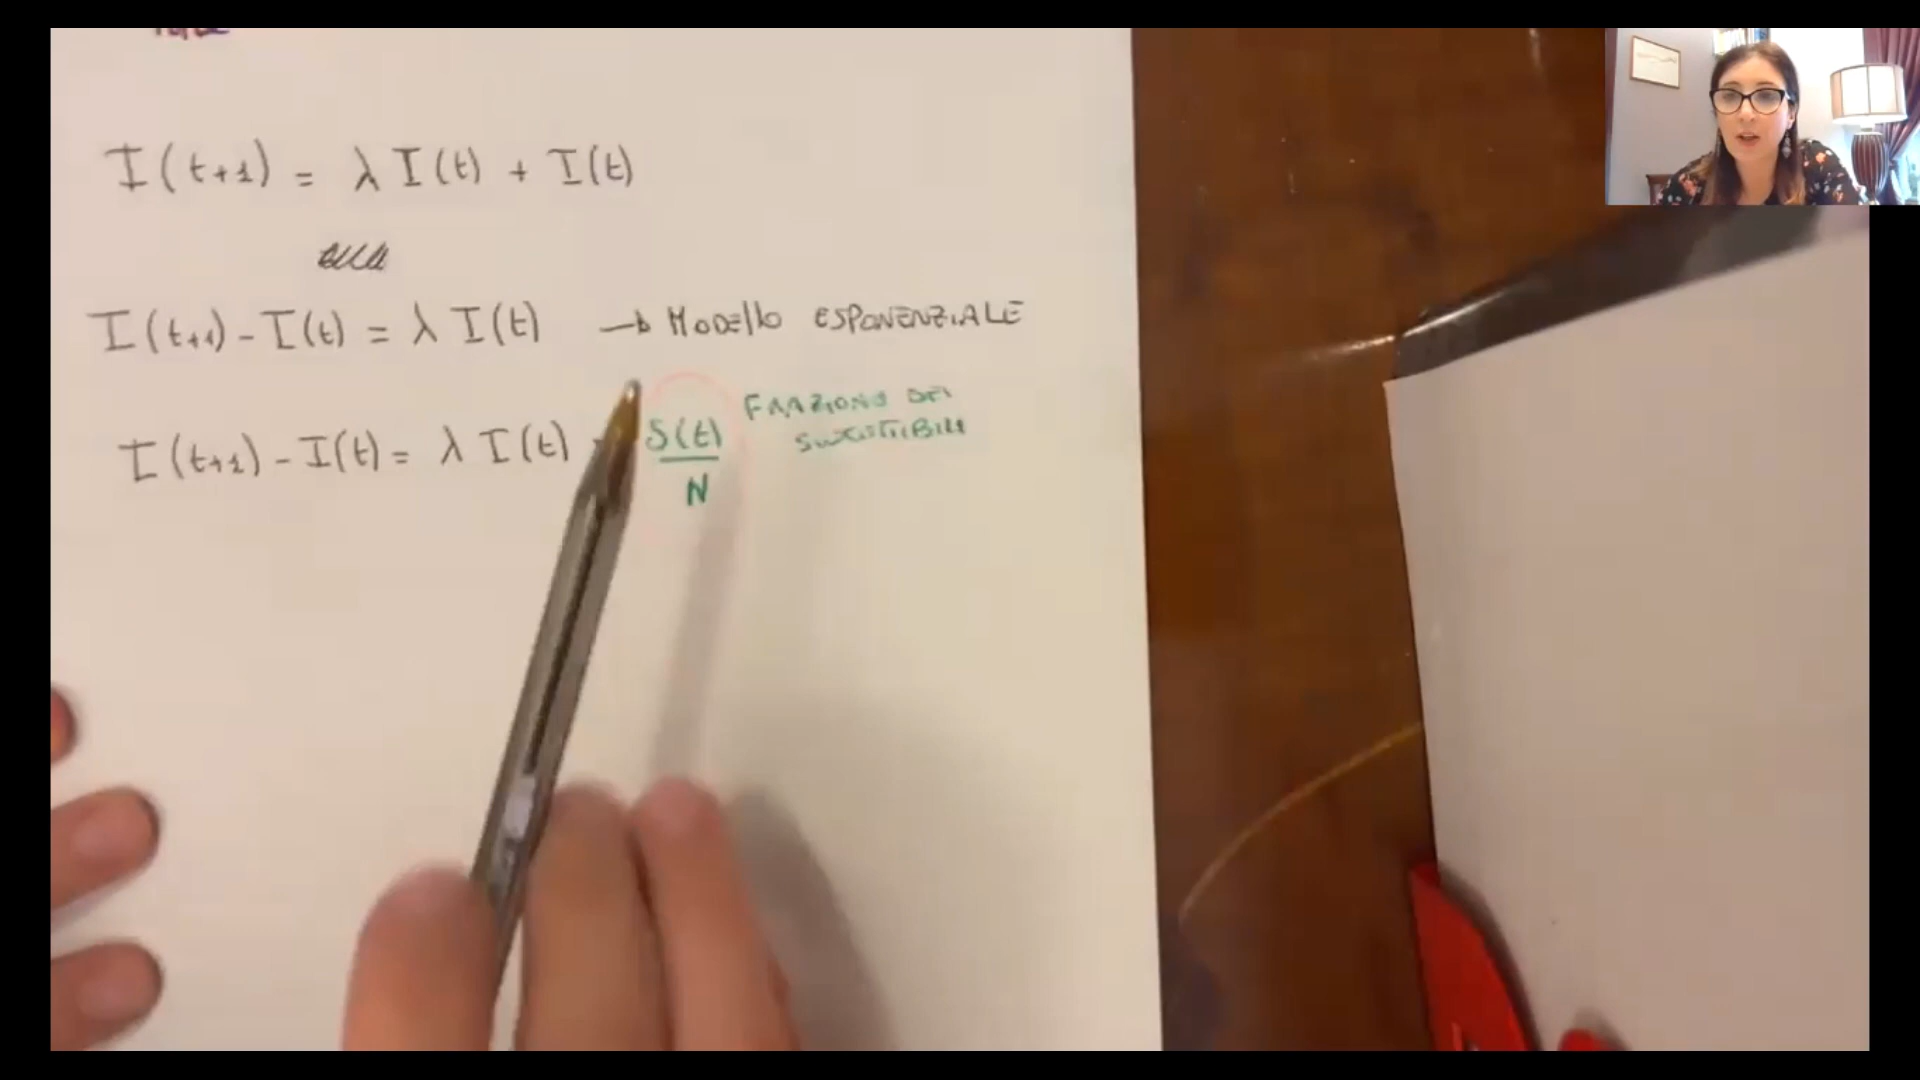 I(t+1) = λ I(t) + I(t)
I(t+1) - I(t) = λ I(t) → Modello ESPONENZIALE
I(t+1) - I(t) = λ I(t) S(t)/N FRAZIONE DEI
SUSCETTIBILI